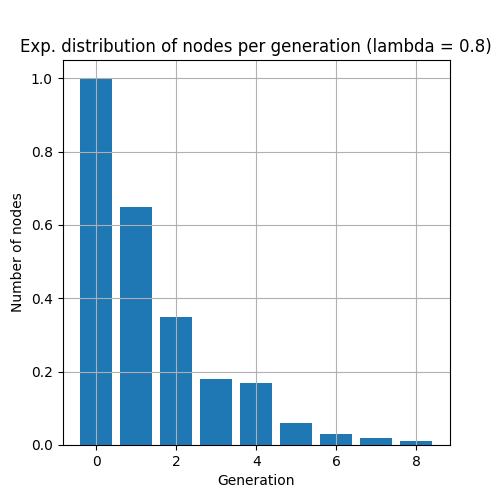 Exp. distribution of nodes per generation (lambda = 0.8)
1.0
0.8
0.6
0.4
0.2
0.0
Number of nodes
0 2 4 6 8
Generation